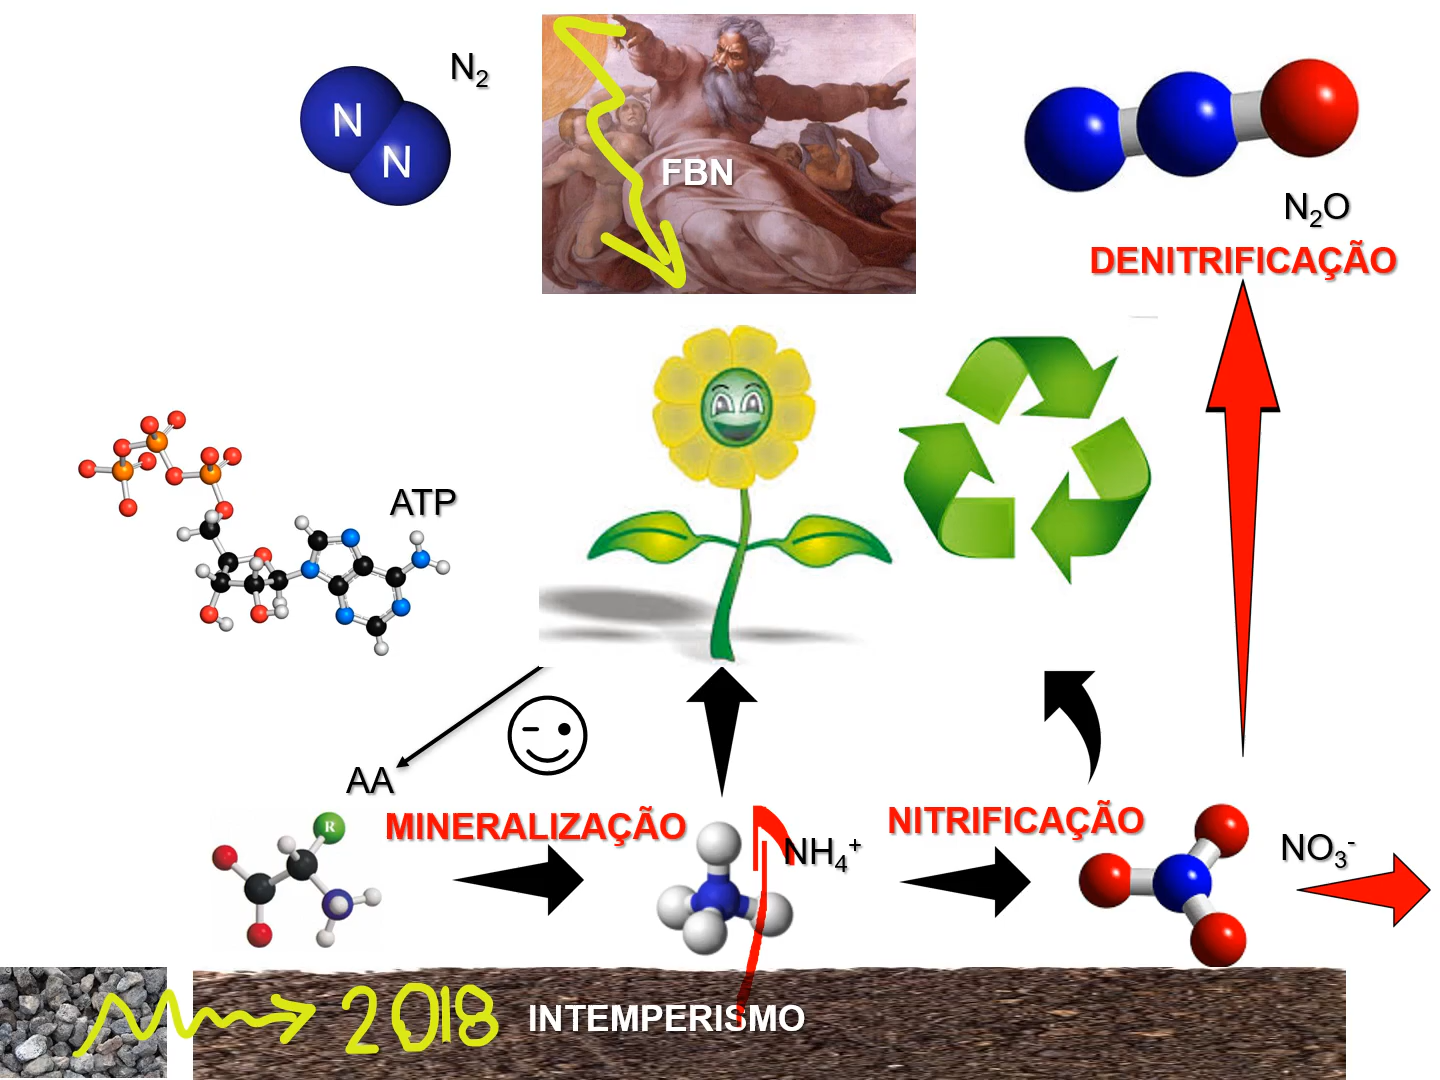 N₂
N
N
FBN
N₂O
DENITRIFICAÇÃO
ATP
AA
MINERALIZAÇÃO
NITRIFICAÇÃO
R
NH₄⁺
NO₃⁻
2018
INTEMPERISMO